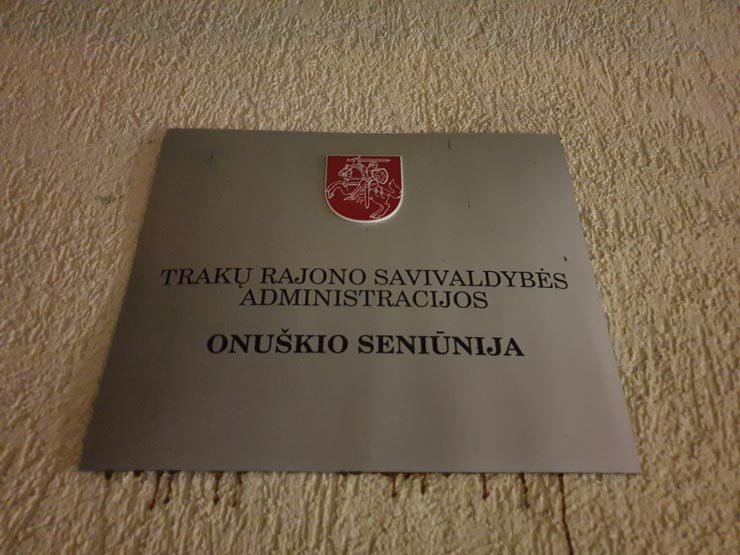 TRAKŲ RAJONO SAVIVALDYBĖS
ADMINISTRACIJOS
ONUŠKIO SENIŪNIJA